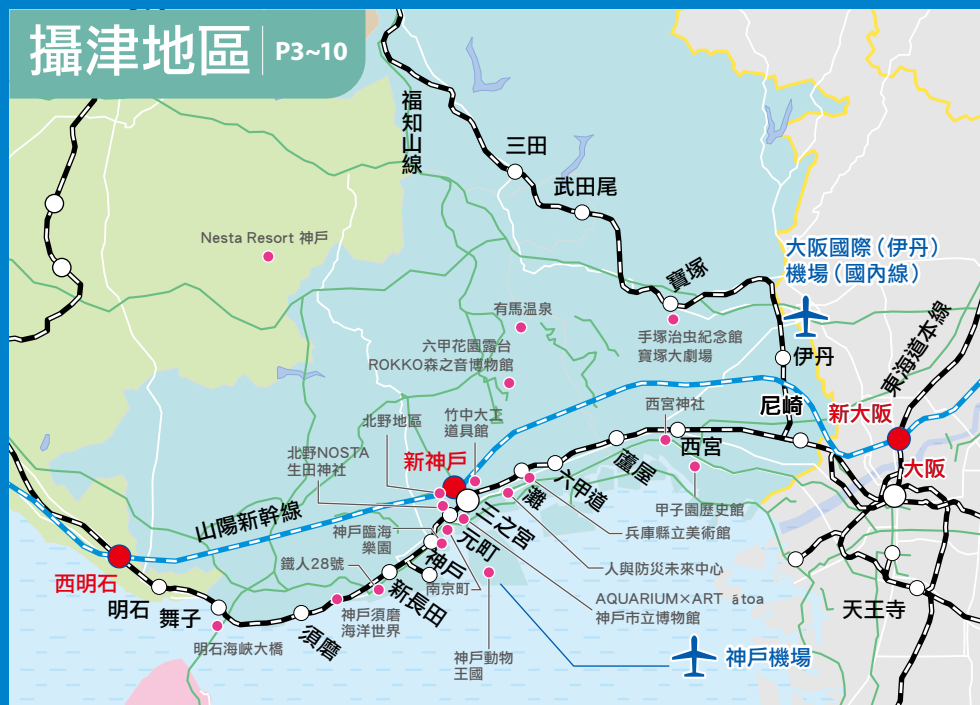 攝津地區 P3~10
福知山線
三田
武田尾
Nesta Resort 神戶
大阪國際（伊丹）
機場（國內線）
寶塚
有馬温泉
手塚治虫紀念館
寶塚大劇場
六甲花園露台
ROKKO森之音博物館
伊丹
東海道本線
北野地區
竹中大工
道具館
西宮神社
尼崎
新大阪
北野NOSTA
生田神社
新神戶
西宮
大阪
蘆屋
六甲道
灘
甲子園歷史館
山陽新幹線
三之宮
兵庫縣立美術館
神戶臨海
樂園
元町
鐵人28號
神戶
人與防災未來中心
西明石
新長田
南京町
AQUARIUM×ART átoa
神戶市立博物館
明石
舞子
天王寺
神戶須磨
海洋世界
須磨
明石海峽大橋
神戶動物
王國
神戶機場